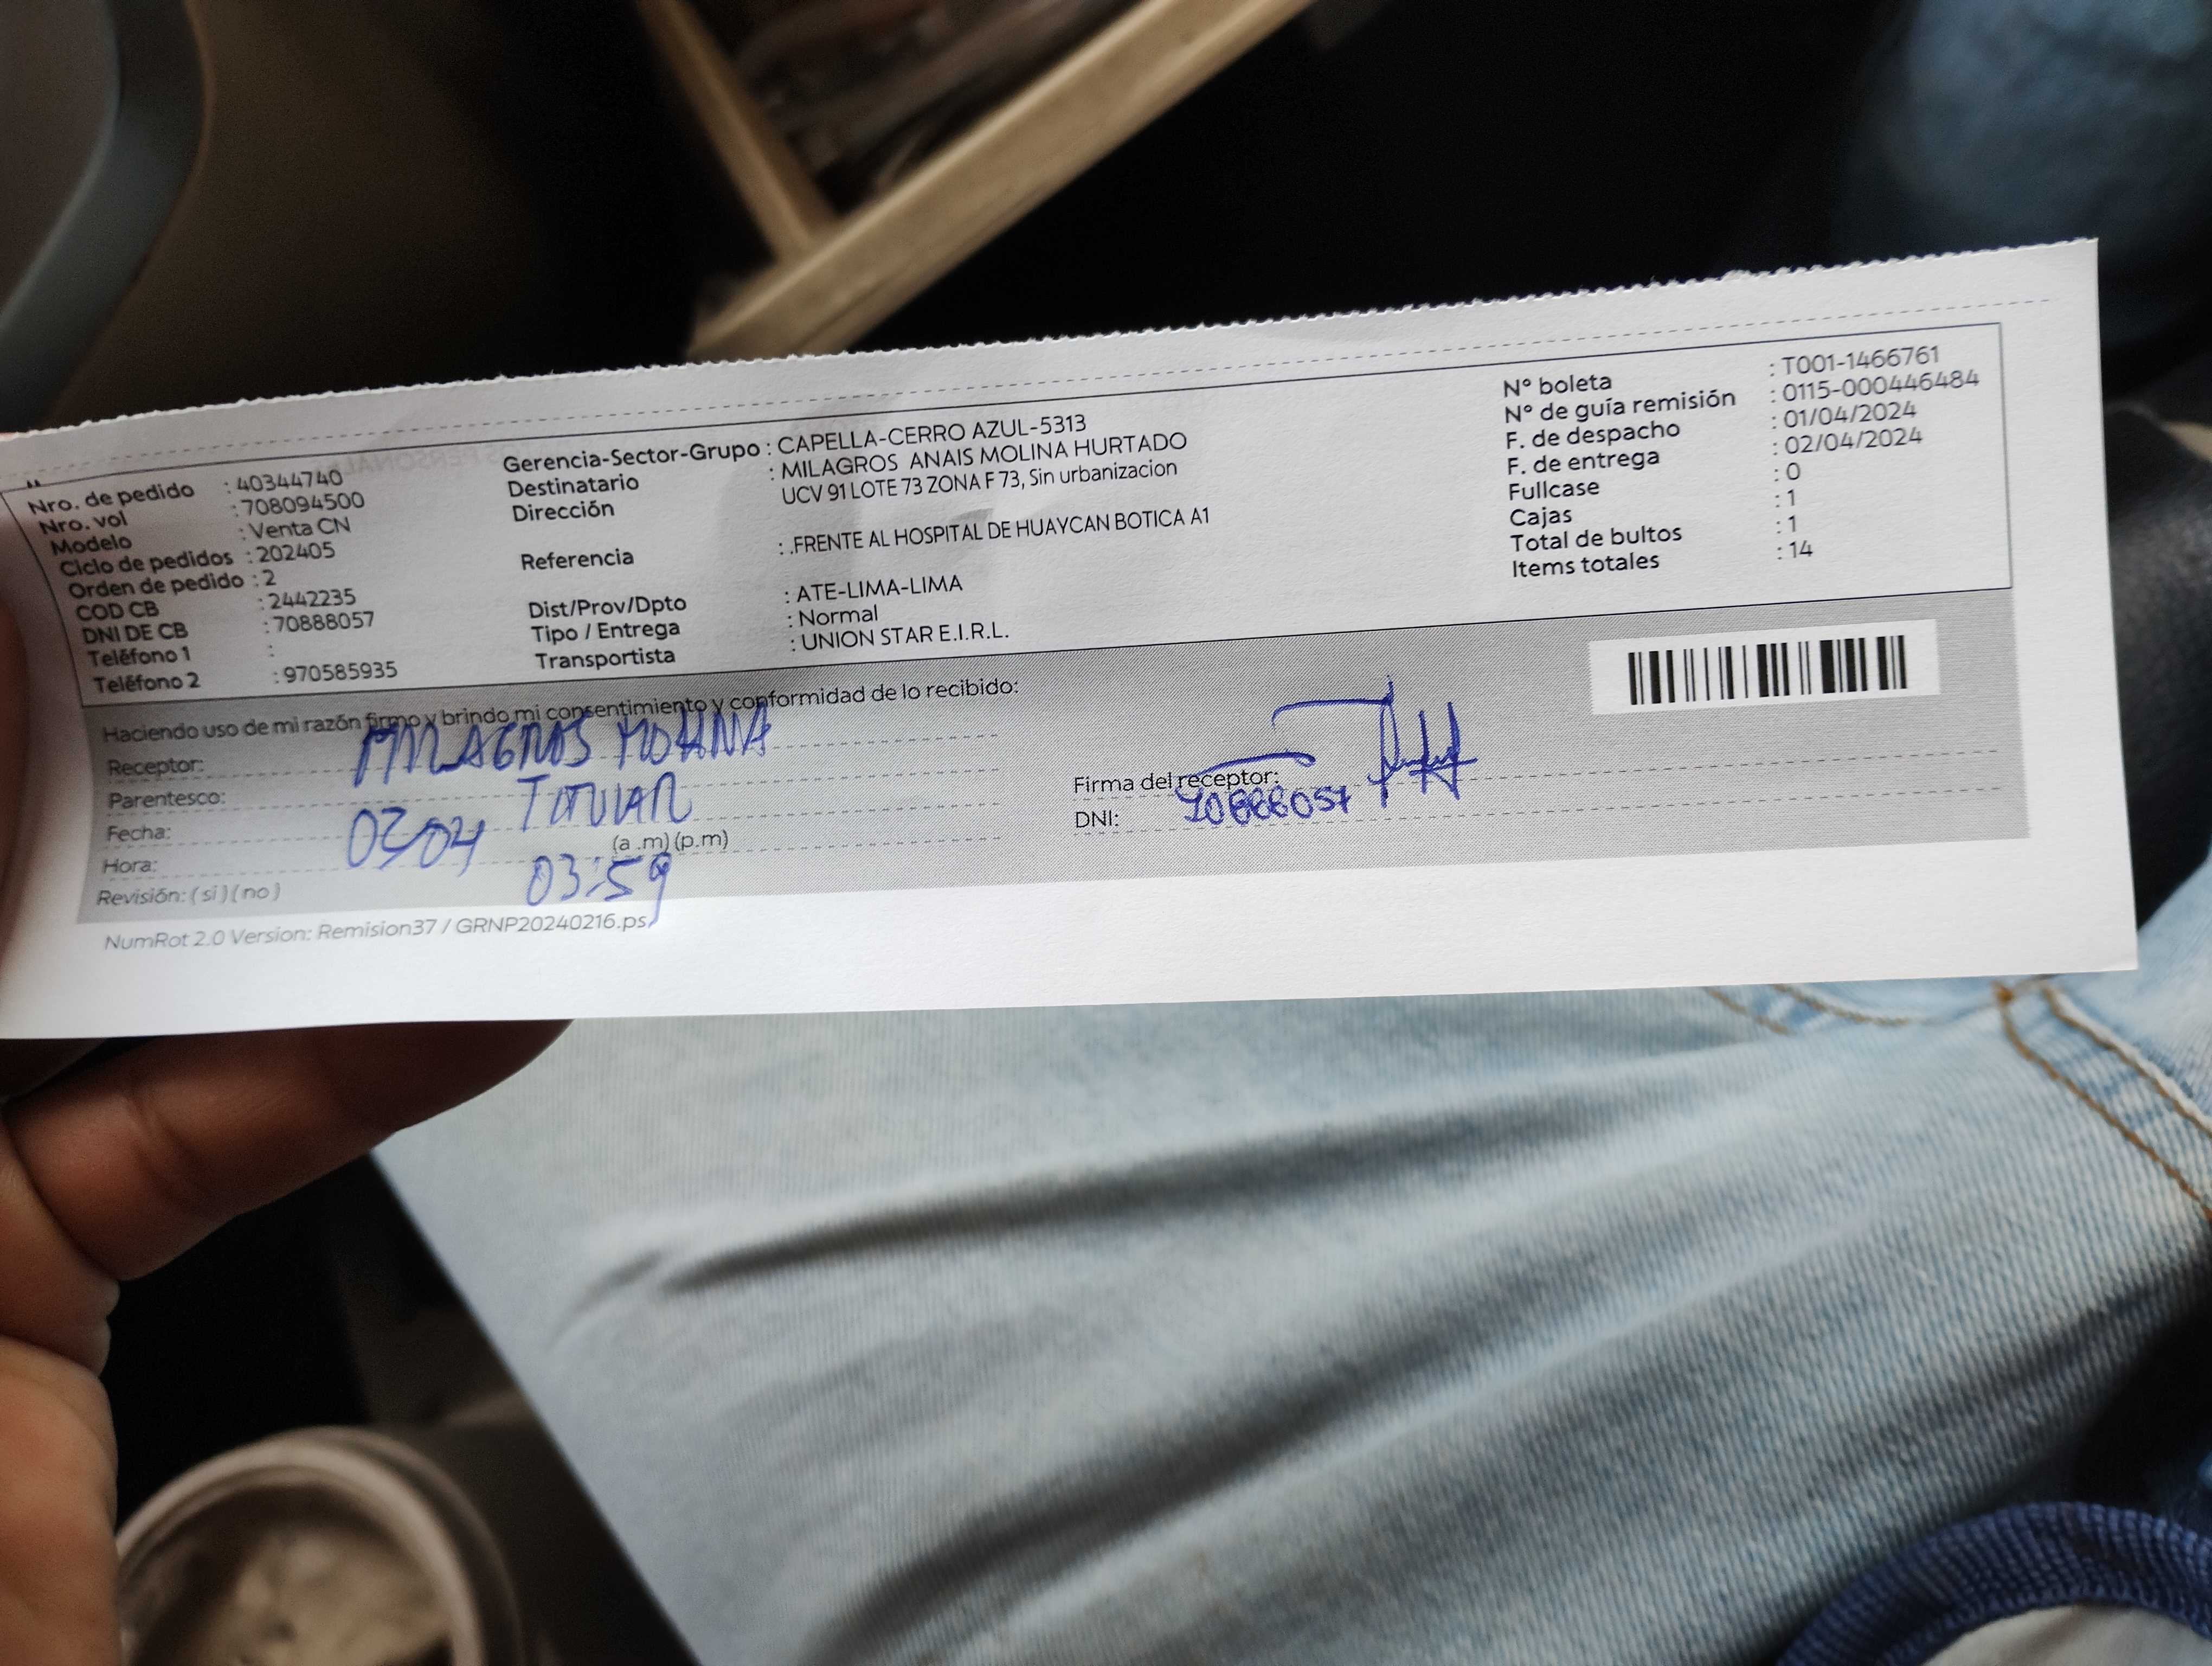 Nro. de pedido : 40344740
Nro. vol : 708094500
Modelo : Venta CN
Ciclo de pedidos : 202405
Orden de pedido : 2
COD CB : 2442235
DNI DE CB : 70888057
Teléfono 1 :
Teléfono 2 : 970585935
Gerencia-Sector-Grupo : CAPELLA-CERRO AZUL-5313
Destinatario : MILAGROS ANAIS MOLINA HURTADO
Dirección UCV 91 LOTE 73 ZONA F 73, Sin urbanizacion
Referencia : .FRENTE AL HOSPITAL DE HUAYCAN BOTICA A1
Dist/Prov/Dpto : ATE-LIMA-LIMA
Tipo / Entrega : Normal
Transportista : UNION STAR E.I.R.L.
N° boleta : T001-1466761
N° de guía remisión : 0115-000446484
F. de despacho : 01/04/2024
F. de entrega : 02/04/2024
Fullcase : 0
Cajas : 1
Total de bultos : 1
Items totales : 14
Haciendo uso de mi razón firmo y brindo mi consentimiento y conformidad de lo recibido:
Receptor: MILAGROS MOLINA
Parentesco: TITULAR
Fecha: 02/04
Hora: 03:59 (a .m) (p.m)
Revisión: ( si ) ( no )
Firma del receptor:
DNI: 70888057
NumRot 2.0 Version: Remision37 / GRNP20240216.ps